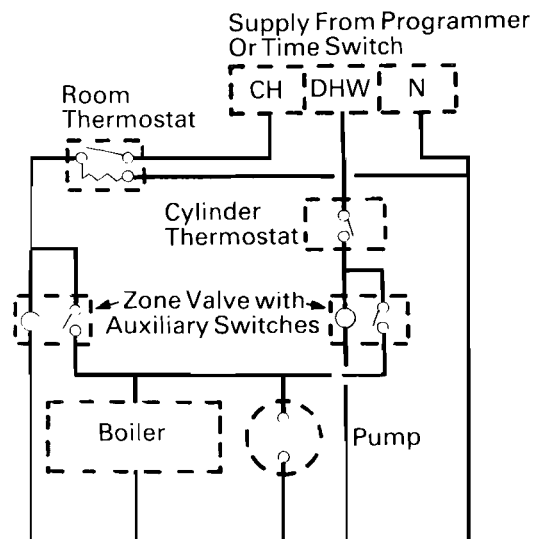 Supply From Programmer
Or Time Switch
CH DHW N
Room
Thermostat
Cylinder
Thermostat
Zone Valve with
Auxiliary Switches
Boiler
Pump